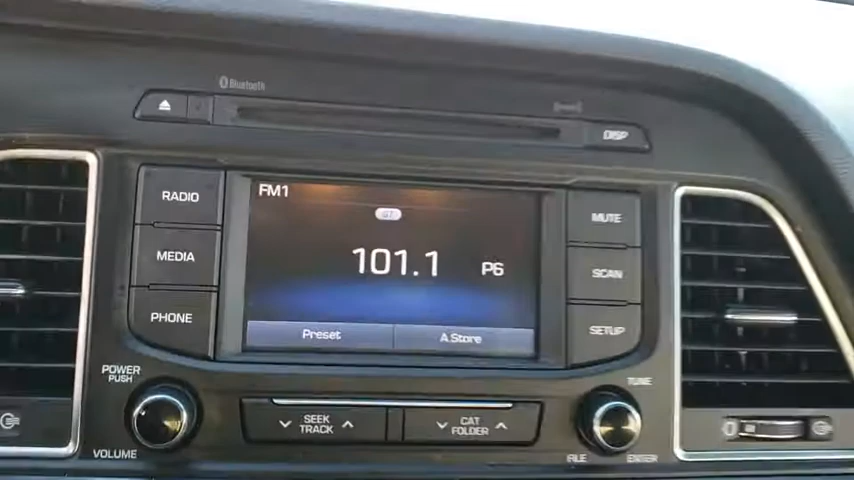 Bluetooth
DISP
RADIO
MEDIA
PHONE
FM1
ST
101.1
P6
Preset
A.Store
MUTE
SCAN
SETUP
POWER
PUSH
VOLUME
SEEK
TRACK
CAT
FOLDER
TUNE
FILE
ENTER